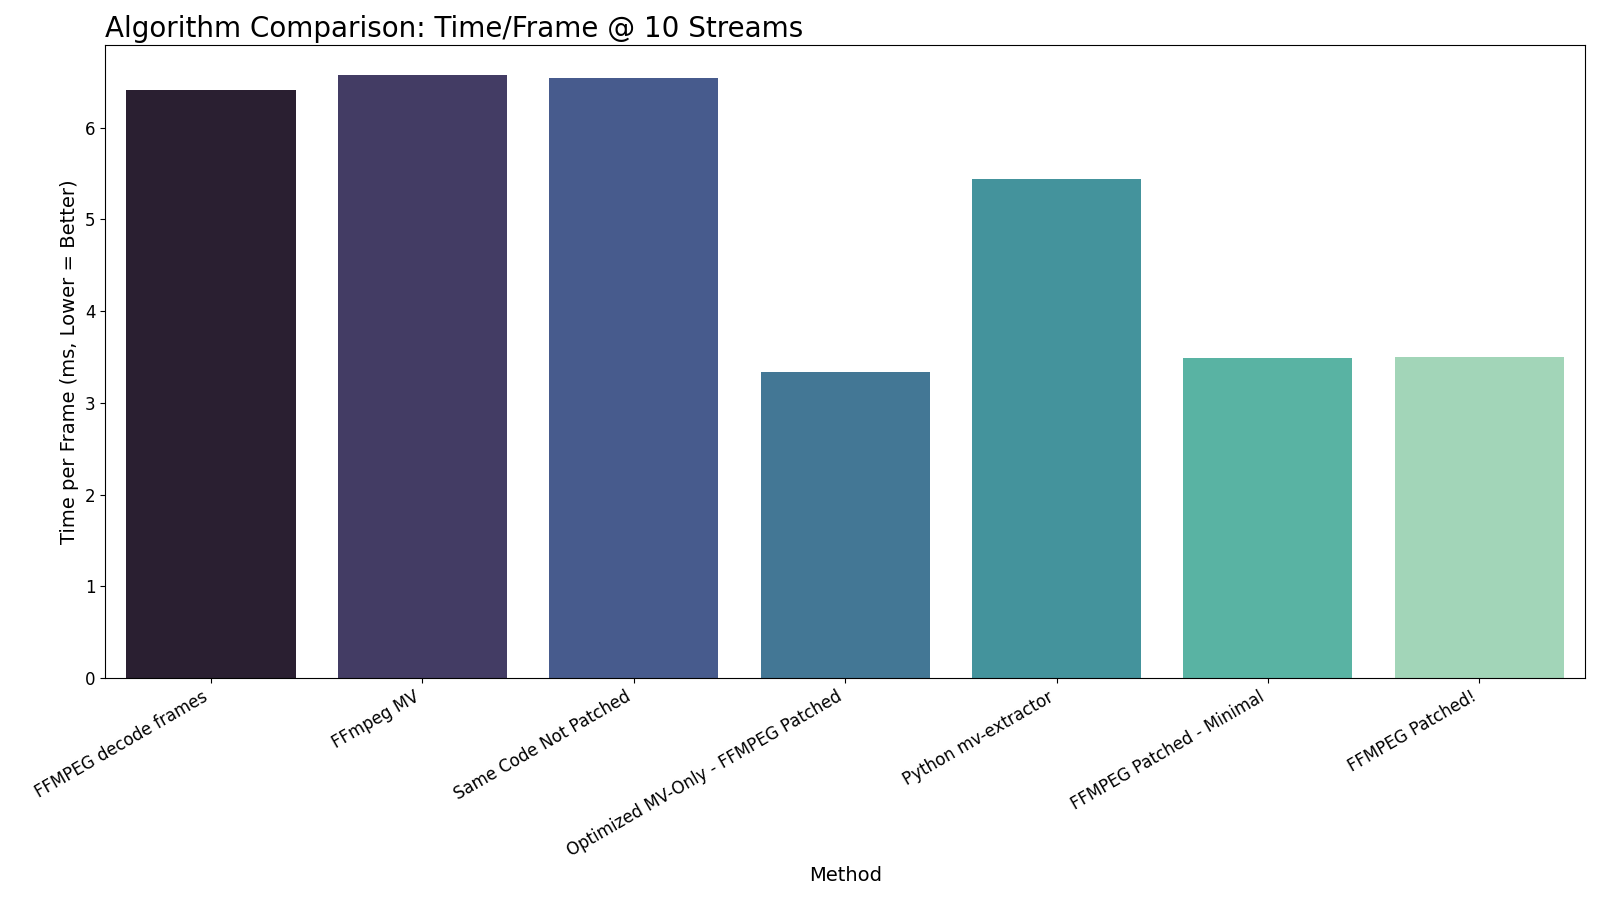 Algorithm Comparison: Time/Frame @ 10 Streams
Time per Frame (ms, Lower = Better)
6
5
4
3
2
1
0
FFMPEG decode frames
FFmpeg MV
Same Code Not Patched
Optimized MV-Only - FFMPEG Patched
Python mv-extractor
FFMPEG Patched - Minimal
FFMPEG Patched!
Method